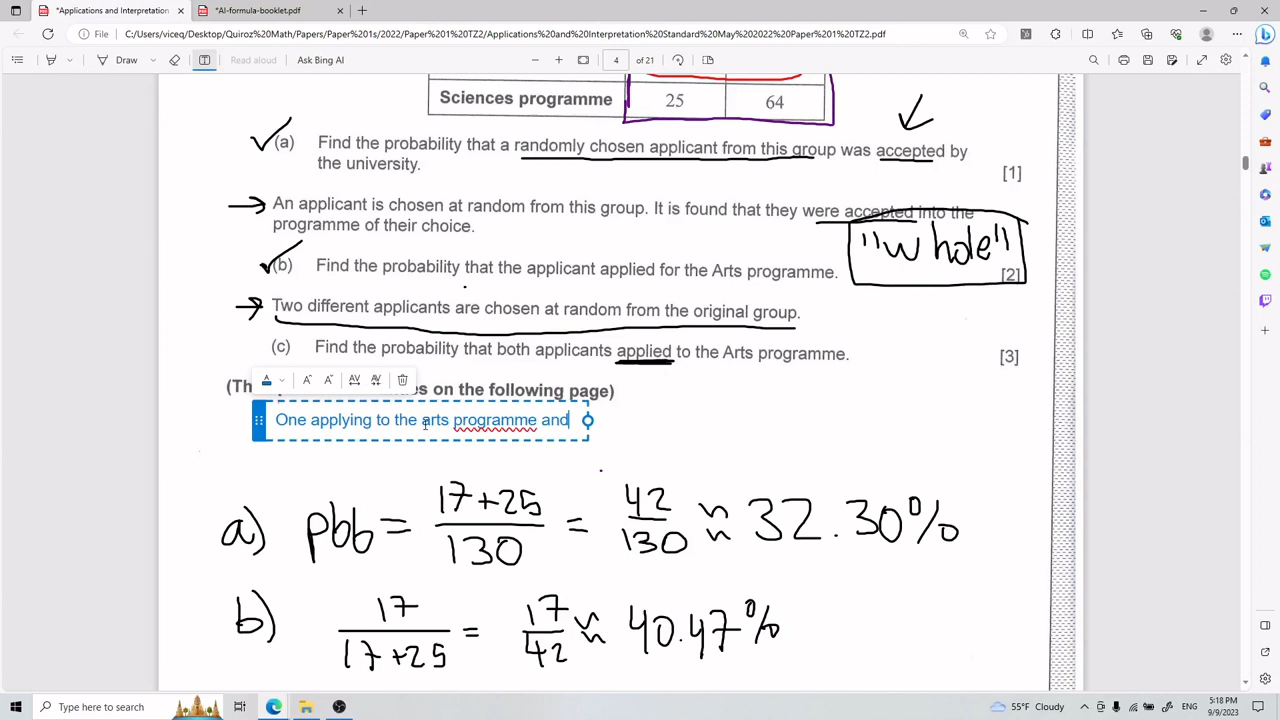 *Applications and Interpretation
*AI-formula-booklet.pdf
File
C:/Users/viceq/Desktop/Quiroz%20Math/Papers/Paper%201s/2022/Paper%201%20TZ2/Applications%20and%20Interpretation%20Standard%20May%202022%20Paper%201%20TZ2.pdf
Draw
Read aloud
Ask Bing AI
4
of 21
Sciences programme 25 64
(a) Find the probability that a randomly chosen applicant from this group was accepted by
the university.
[1]
An applicant is chosen at random from this group. It is found that they were accepted into the
programme of their choice.
"whole"
(b) Find the probability that the applicant applied for the Arts programme.
[2]
Two different applicants are chosen at random from the original group.
(c) Find the probability that both applicants applied to the Arts programme.
[3]
(Th es on the following page)
One applying to the arts programme and
a) pbb = 17+25/130 = 42/130 ≈ 32.30%
b) 17/17+25 = 17/42 ≈ 40.47%
Type here to search
55°F Cloudy
5:18 PM
9/9/2023